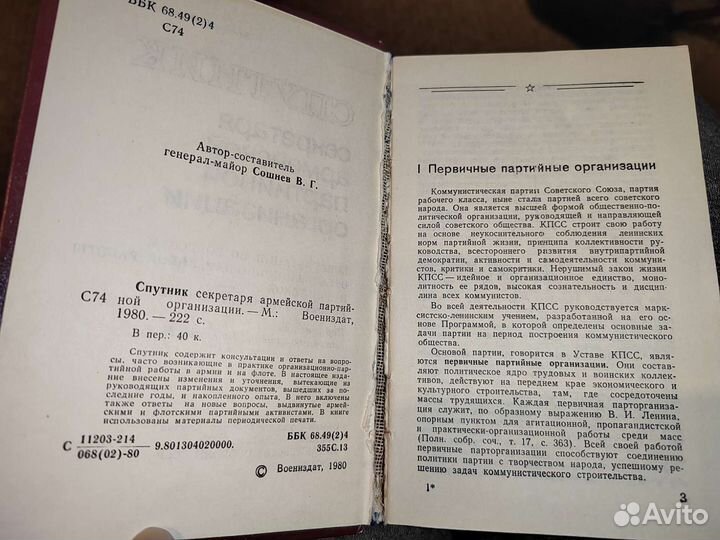 ББК 68.49(2)4
С74
Автор-составитель
генерал-майор Сошнев В. Г.
Спутник секретаря армейской партий-
С74 ной организации. — М.: Воениздат,
1980. — 222 с.
В пер.: 40 к.
Спутник содержит консультации и ответы на вопро-
сы, часто возникающие в практике организационно-пар-
тийной работы в армии и на флоте. В настоящее изда-
ние внесены изменения и уточнения, вытекающие из
руководящих партийных документов, вышедших за по-
следние годы, и накопленного опыта. В него включены
также ответы на новые вопросы, выдвинутые армей-
скими и флотскими партийными активистами. В книге
использованы материалы периодической печати.
С 11203-214
068(02)-80 9.801304020000.
ББК 68.49(2)4
355С.13
© Воениздат, 1980
I Первичные партийные организации
Коммунистическая партия Советского Союза, партия
рабочего класса, ныне стала партией всего советского
народа. Она является высшей формой общественно-по-
литической организации, руководящей и направляющей
силой советского общества. КПСС строит свою работу
на основе неукоснительного соблюдения ленинских
норм партийной жизни, принципа коллективности ру-
ководства, всестороннего развития внутрипартийной
демократии, активности и самодеятельности коммунис-
тов, критики и самокритики. Нерушимый закон жизни
КПСС — идейное и организационное единство, монолит-
ность ее рядов, высокая сознательность и дисципли-
на всех коммунистов.
Во всей деятельности КПСС руководствуется марк-
систско-ленинским учением, разработанной на его осно-
ве Программой, в которой определены основные задачи
партии на период построения коммунистического
общества.
Основой партии, говорится в Уставе КПСС, явля-
ются первичные партийные организации. Они состав-
ляют политическое ядро трудовых и воинских коллек-
тивов, действуют на переднем крае экономического и
культурного строительства, там, где сосредоточены
массы трудящихся. Каждая первичная парторганиза-
ция служит, по образному выражению В. И. Ленина,
опорным пунктом для агитационной, пропагандистской
и практически-организационной работы среди масс
(Полн. собр. соч., т. 17, с. 363). Всей своей работой
первичные парторганизации способствуют соединению
политики партии с творчеством народа, успешному ре-
шению задач коммунистического строительства.
1*
3
Avito